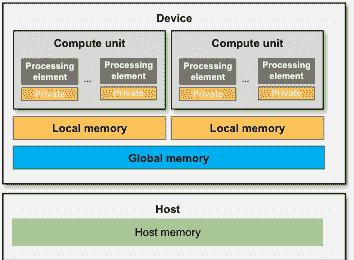 Device
Compute unit
Compute unit
Processing
element
...
Processing
element
Processing
element
...
Processing
element
Private
Private
Private
Private
Local memory
Local memory
Global memory
Host
Host memory